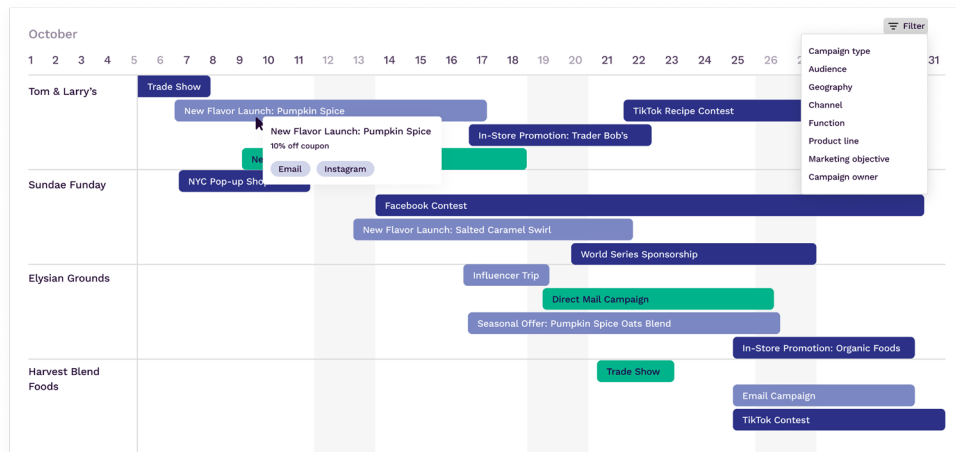 October
Filter
1 2 3 4 5 6 7 8 9 10 11 12 13 14 15 16 17 18 19 20 21 22 23 24 25 26 31
Campaign type
Audience
Geography
Channel
Function
Product line
Marketing objective
Campaign owner
Tom & Larry's
Trade Show
New Flavor Launch: Pumpkin Spice
TikTok Recipe Contest
New Flavor Launch: Pumpkin Spice
10% off coupon
Email Instagram
In-Store Promotion: Trader Bob's
Sundae Funday
NYC Pop-up Shop
Facebook Contest
New Flavor Launch: Salted Caramel Swirl
World Series Sponsorship
Elysian Grounds
Influencer Trip
Direct Mail Campaign
Seasonal Offer: Pumpkin Spice Oats Blend
In-Store Promotion: Organic Foods
Harvest Blend
Foods
Trade Show
Email Campaign
TikTok Contest